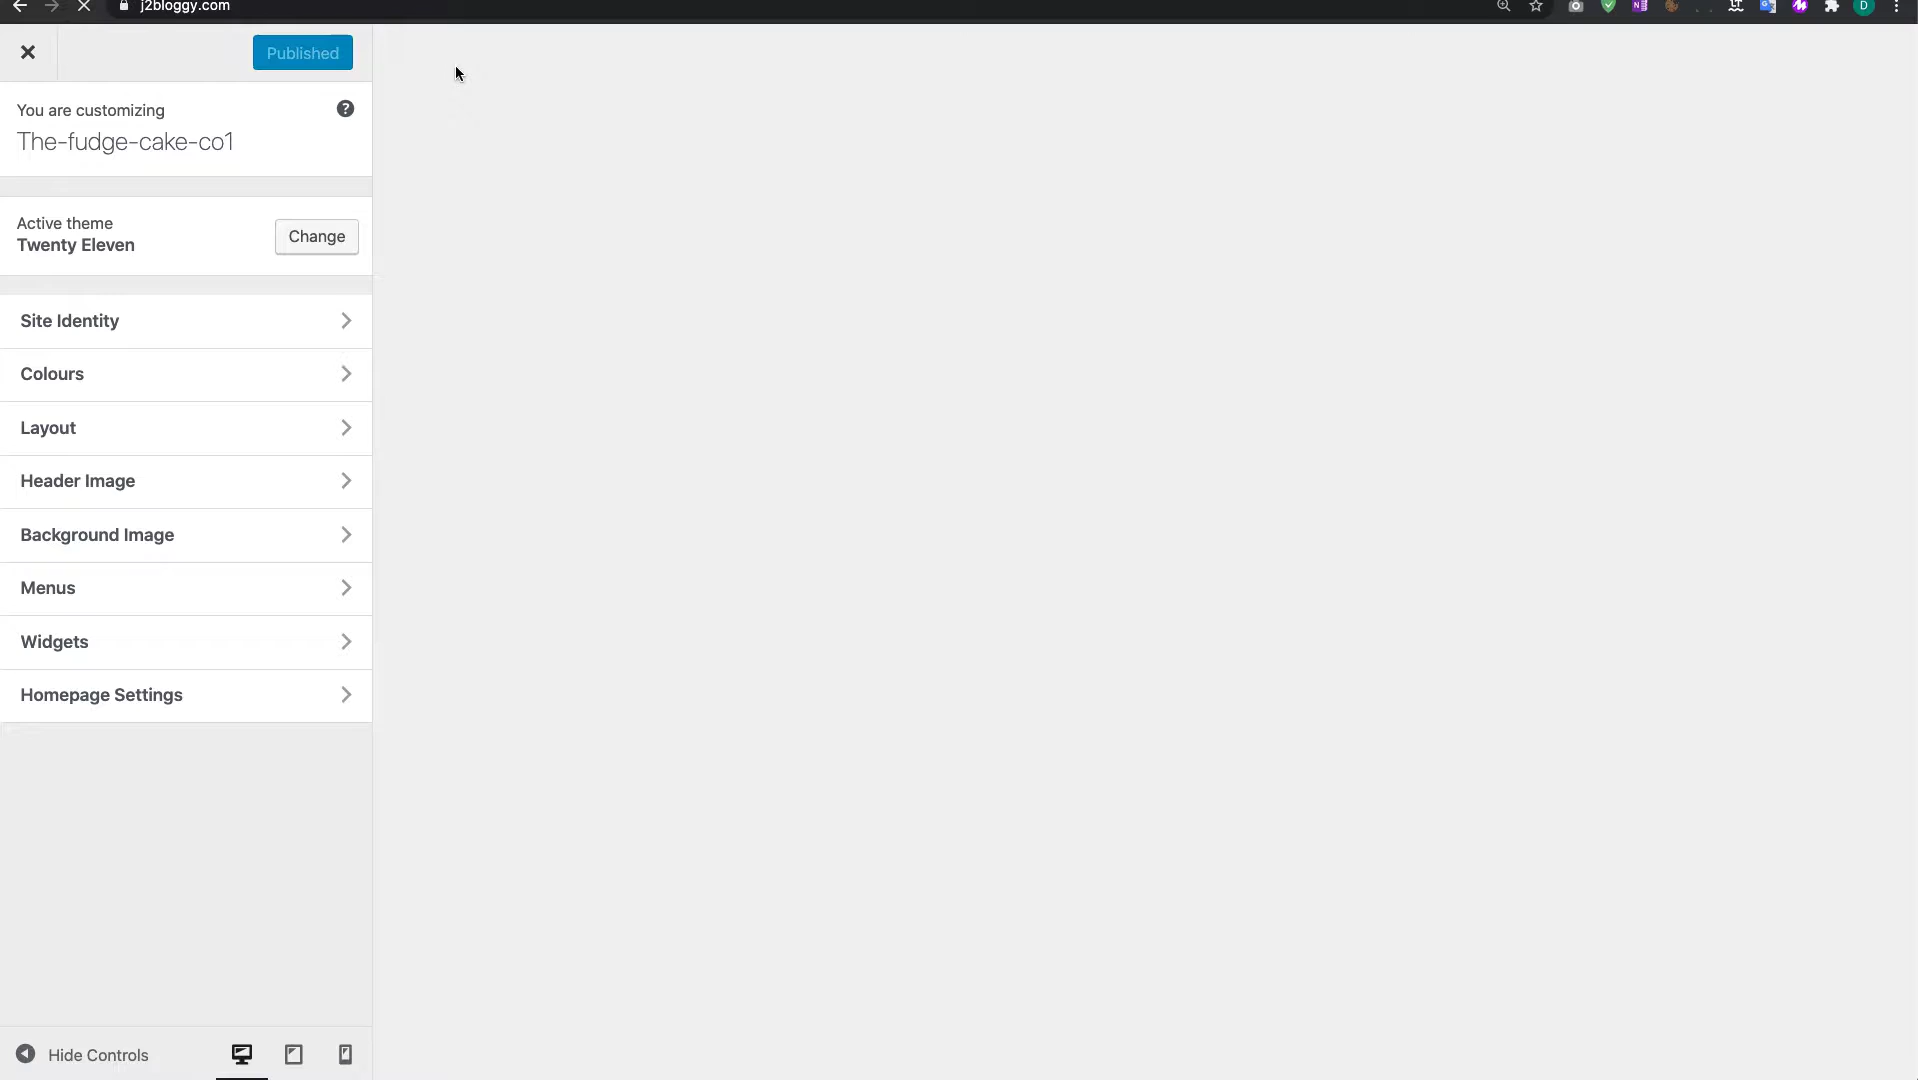 j2bloggy.com
Published
You are customizing
The-fudge-cake-co1
Active theme
Twenty Eleven
Change
Site Identity
Colours
Layout
Header Image
Background Image
Menus
Widgets
Homepage Settings
Hide Controls